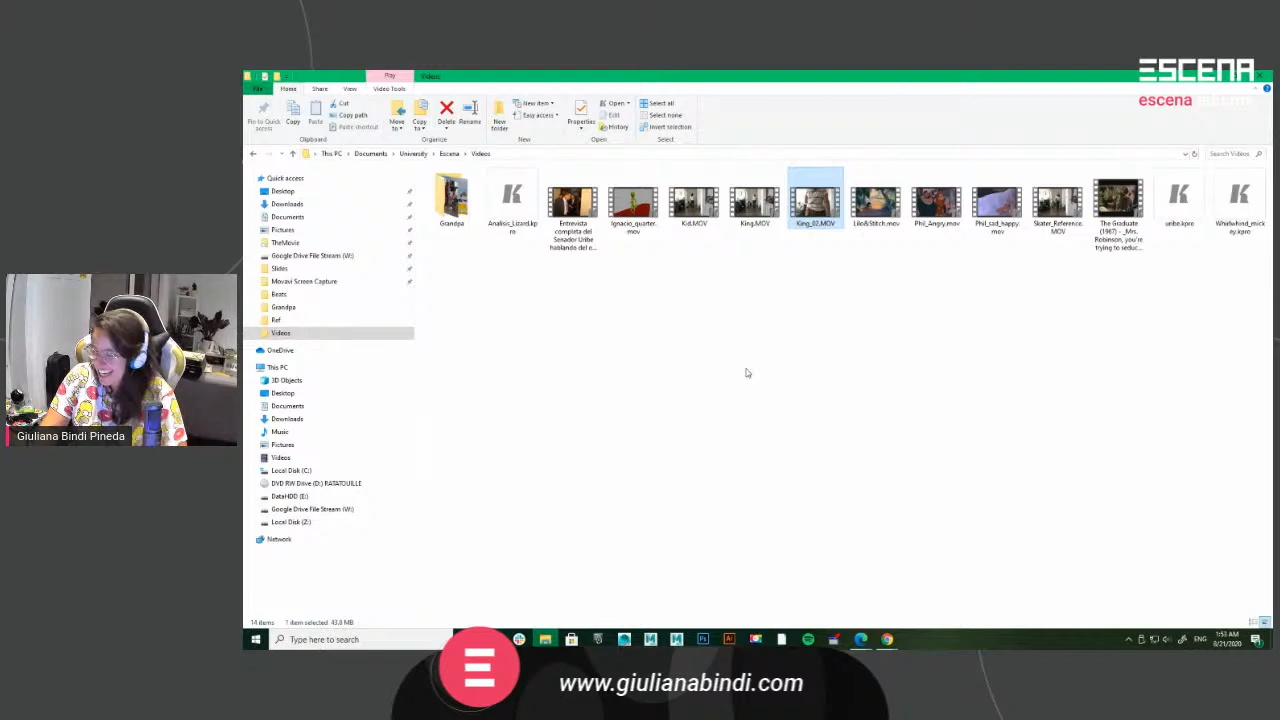 ESCENA
escena
Play
Videos
File
Home
Share
View
Video Tools
Pin to Quick access
Copy
Paste
Cut
Copy path
Paste shortcut
Clipboard
Move to
Copy to
Delete
Rename
Organize
New folder
New item
Easy access
New
Properties
Open
Edit
History
Open
Select all
Select none
Invert selection
Select
This PC > Documents > University > Escena > Videos
Search Videos
Quick access
Desktop
Downloads
Documents
Pictures
TheMovie
Google Drive File Stream (W:)
Slides
Movavi Screen Capture
Beats
Grandpa
Ref
Videos
OneDrive
This PC
3D Objects
Desktop
Documents
Downloads
Music
Pictures
Videos
Local Disk (C:)
DVD RW Drive (D:) RATATOUILLE
DataHDD (E:)
Google Drive File Stream (W:)
Local Disk (Z:)
Network
Grandpa
Analisis_Lizard.kpro
Entrevista completa del Senador Uribe hablando del e...
Ignacio_quarter.mov
Kid.MOV
King.MOV
King_02.MOV
Lilo&Stitch.mov
Phil_Angry.mov
Phil_sad_happy.mov
Skater_Reference.MOV
The Graduate (1967) - „Mrs. Robinson, you're trying to seduc...
uribe.kpro
Whirlwhind_mickey.kpro
14 items
1 item selected. 43.8 MB
Type here to search
ENG
1:53 AM
8/21/2020
Giuliana Bindi Pineda
www.giulianabindi.com